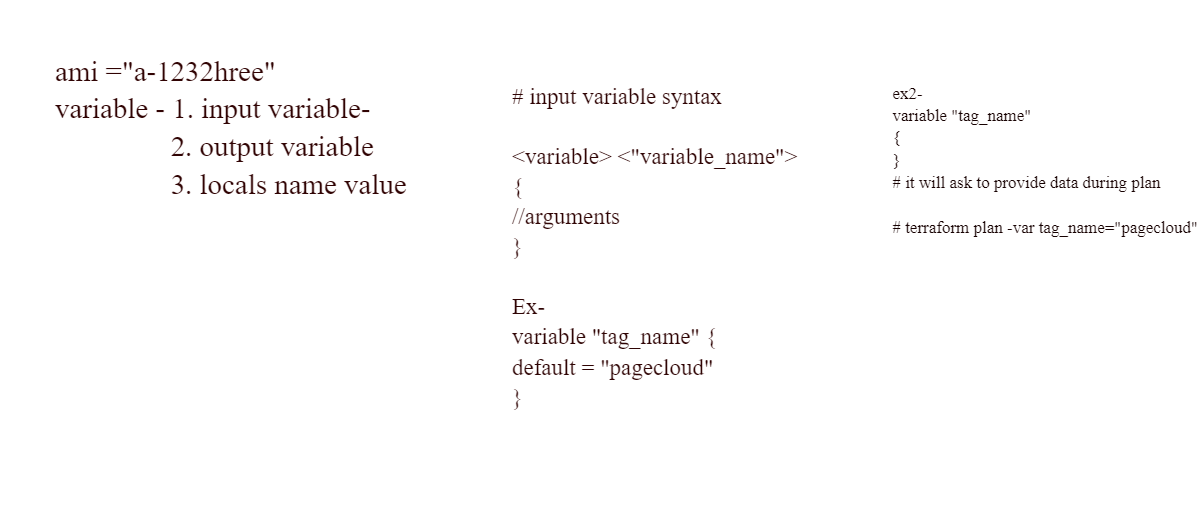 ami ="a-1232hree"
variable - 1. input variable-
2. output variable
3. locals name value
# input variable syntax
<variable> <"variable_name">
{
//arguments
}
Ex-
variable "tag_name" {
default = "pagecloud"
}
ex2-
variable "tag_name"
{
}
# it will ask to provide data during plan
# terraform plan -var tag_name="pagecloud"